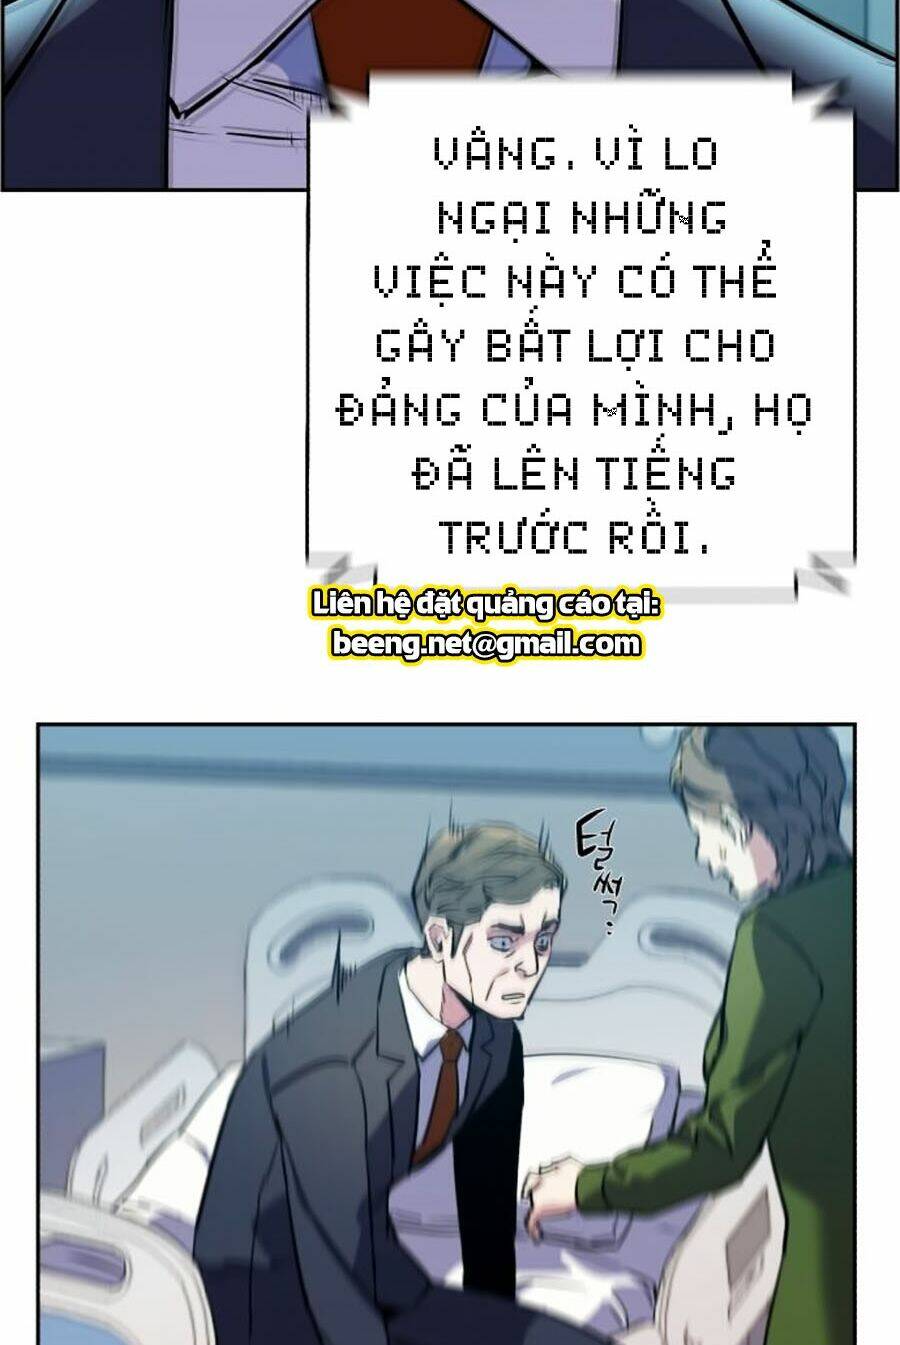 VÂNG. VÌ LO
NGẠI NHỮNG
VIỆC NÀY CÓ THỂ
GÂY BẤT LỢI CHO
ĐẢNG CỦA MÌNH, HỌ
ĐÃ LÊN TIẾNG
TRƯỚC RỒI.
Liên hệ đặt quảng cáo tại:
beeng.net@gmail.com
털
썩